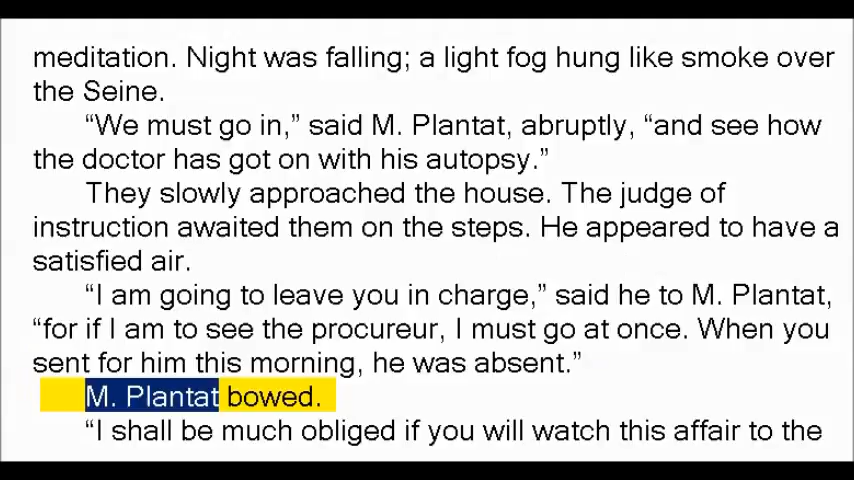 meditation. Night was falling; a light fog hung like smoke over
the Seine.
“We must go in,” said M. Plantat, abruptly, “and see how
the doctor has got on with his autopsy.”
They slowly approached the house. The judge of
instruction awaited them on the steps. He appeared to have a
satisfied air.
“I am going to leave you in charge,” said he to M. Plantat,
“for if I am to see the procureur, I must go at once. When you
sent for him this morning, he was absent.”
M. Plantat bowed.
“I shall be much obliged if you will watch this affair to the